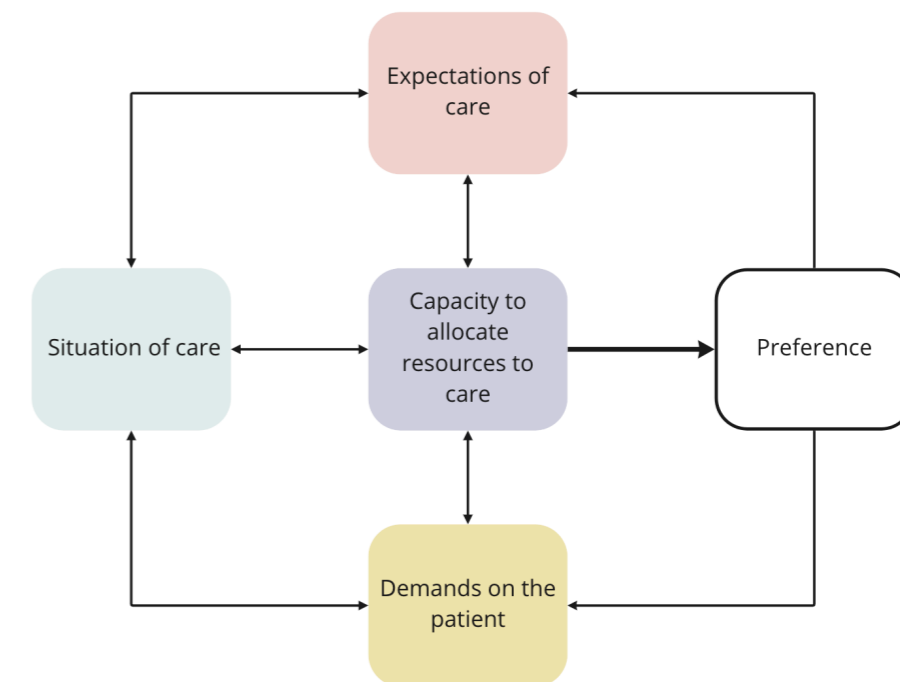 Expectations of
care
Situation of care
Capacity to
allocate
resources to
care
Preference
Demands on the
patient